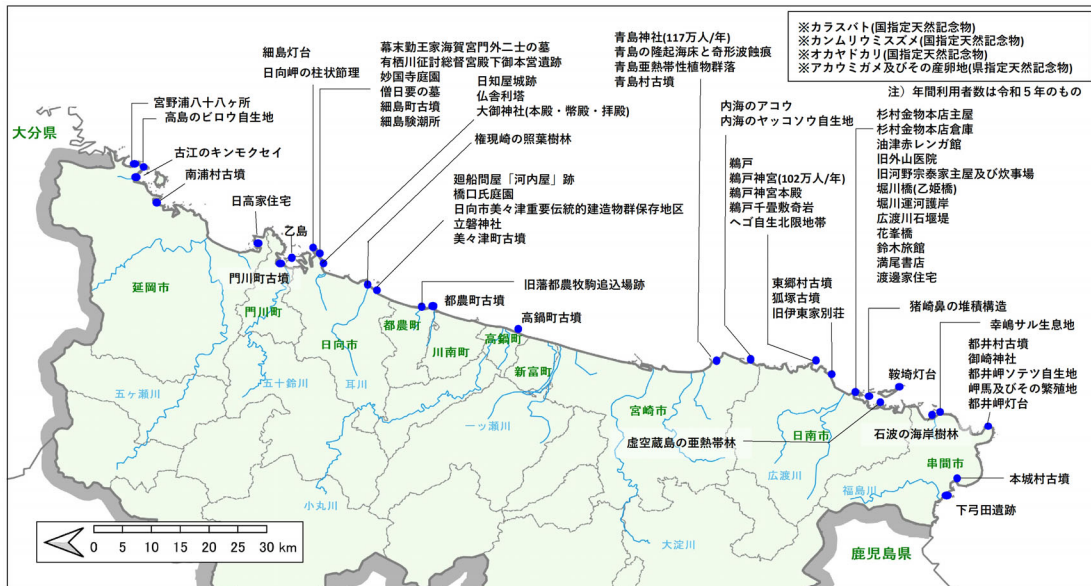 ※カラスバト(国指定天然記念物)
※カンムリウミスズメ(国指定天然記念物)
※オカヤドカリ(国指定天然記念物)
※アカウミガメ及びその産卵地(県指定天然記念物)
注）年間利用者数は令和５年のもの
大分県
宮野浦八十八ヶ所
高島のビロウ自生地
古江のキンモクセイ
南浦村古墳
日高家住宅
乙島
門川町古墳
細島灯台
日向岬の柱状節理
幕末勤王家海賀宮門外二士の墓
有栖川征討総督宮殿下御本営遺跡
妙国寺庭園
僧日要の墓
細島町古墳
細島験潮所
日知屋城跡
仏舎利塔
大御神社(本殿・幣殿・拝殿)
権現崎の照葉樹林
廻船問屋「河内屋」跡
橋口氏庭園
日向市美々津重要伝統的建造物群保存地区
立磐神社
美々津町古墳
旧藩都農牧駒追込場跡
都農町古墳
高鍋町古墳
青島神社(117万人/年)
青島の隆起海床と奇形波蝕痕
青島亜熱帯性植物群落
青島村古墳
内海のアコウ
内海のヤッコソウ自生地
鵜戸
鵜戸神宮(102万人/年)
鵜戸神宮本殿
鵜戸千畳敷奇岩
ヘゴ自生北限地帯
東郷村古墳
狐塚古墳
旧伊東家別荘
杉村金物本店主屋
杉村金物本店倉庫
油津赤レンガ館
旧外山医院
旧河野宗泰家主屋及び炊事場
堀川橋(乙姫橋)
堀川運河護岸
広渡川石堰堤
花峯橋
鈴木旅館
満尾書店
渡邊家住宅
猪崎鼻の堆積構造
幸嶋サル生息地
都井村古墳
御崎神社
都井岬ソテツ自生地
岬馬及びその繁殖地
都井岬灯台
鞍埼灯台
虚空蔵島の亜熱帯林
石波の海岸樹林
本城村古墳
下弓田遺跡
延岡市
門川町
日向市
都農町
川南町
高鍋町
新富町
宮崎市
日南市
串間市
五ヶ瀬川
五十鈴川
耳川
小丸川
一ッ瀬川
大淀川
広渡川
福島川
鹿児島県
0 5 10 15 20 25 30 km